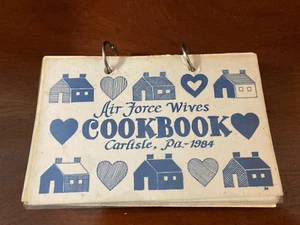 Air Force Wives
COOKBOOK
Carlisle, Pa.-1984